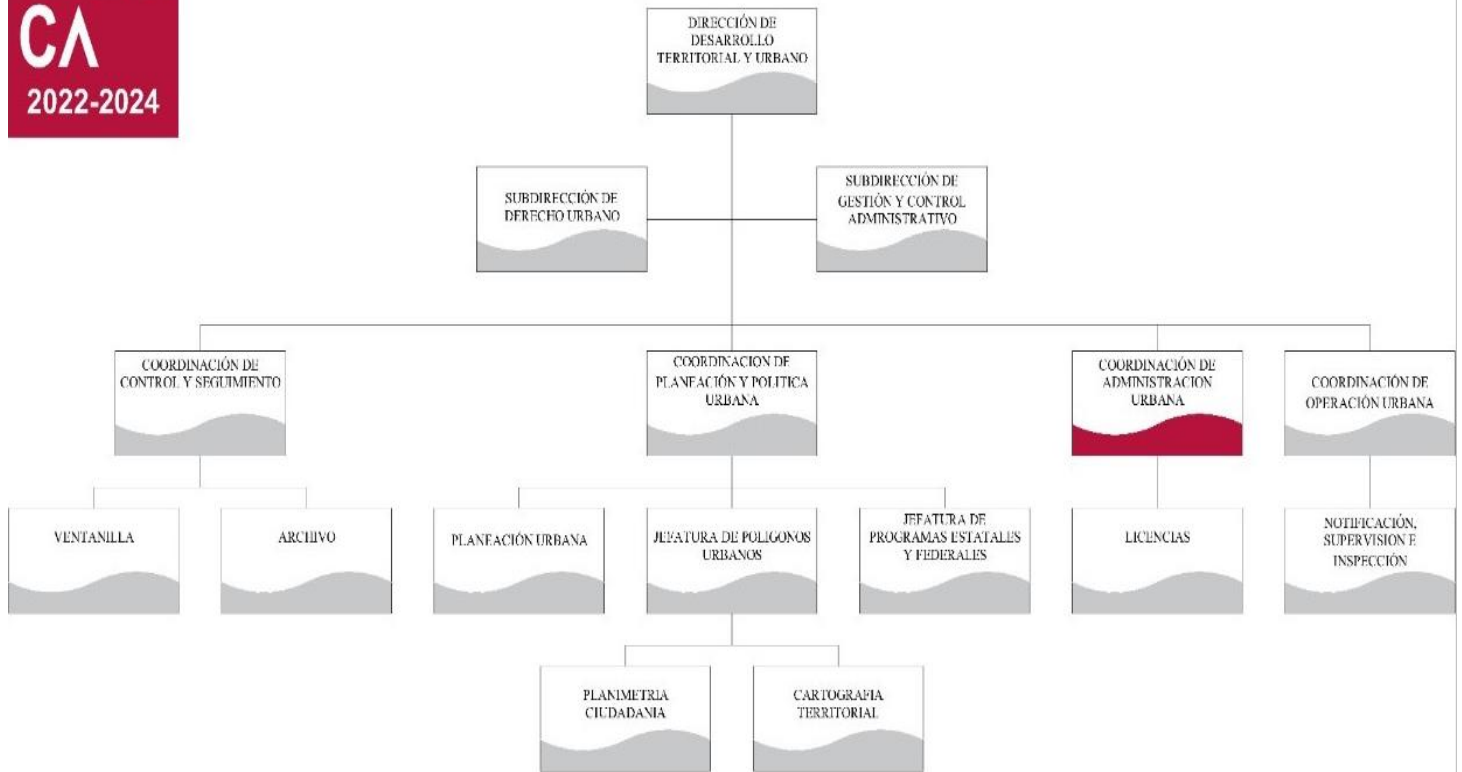 CA
2022-2024
DIRECCIÓN DE
DESARROLLO
TERRITORIAL Y URBANO
SUBDIRECCIÓN DE
DERECHO URBANO
SUBDIRECCIÓN DE
GESTIÓN Y CONTROL
ADMINISTRATIVO
COORDINACIÓN DE
CONTROL Y SEGUIMIENTO
COORDINACION DE
PLANEACIÓN Y POLITICA
URBANA
COORDINACIÓN DE
ADMINISTRACION
URBANA
COORDINACIÓN DE
OPERACIÓN URBANA
VENTANILLA
ARCHIVO
PLANEACIÓN URBANA
JEFATURA DE POLIGONOS
URBANOS
JEFATURA DE
PROGRAMAS ESTATALES
Y FEDERALES
LICENCIAS
NOTIFICACIÓN,
SUPERVISION E
INSPECCIÓN
PLANIMETRIA
CIUDADANIA
CARTOGRAFIA
TERRITORIAL